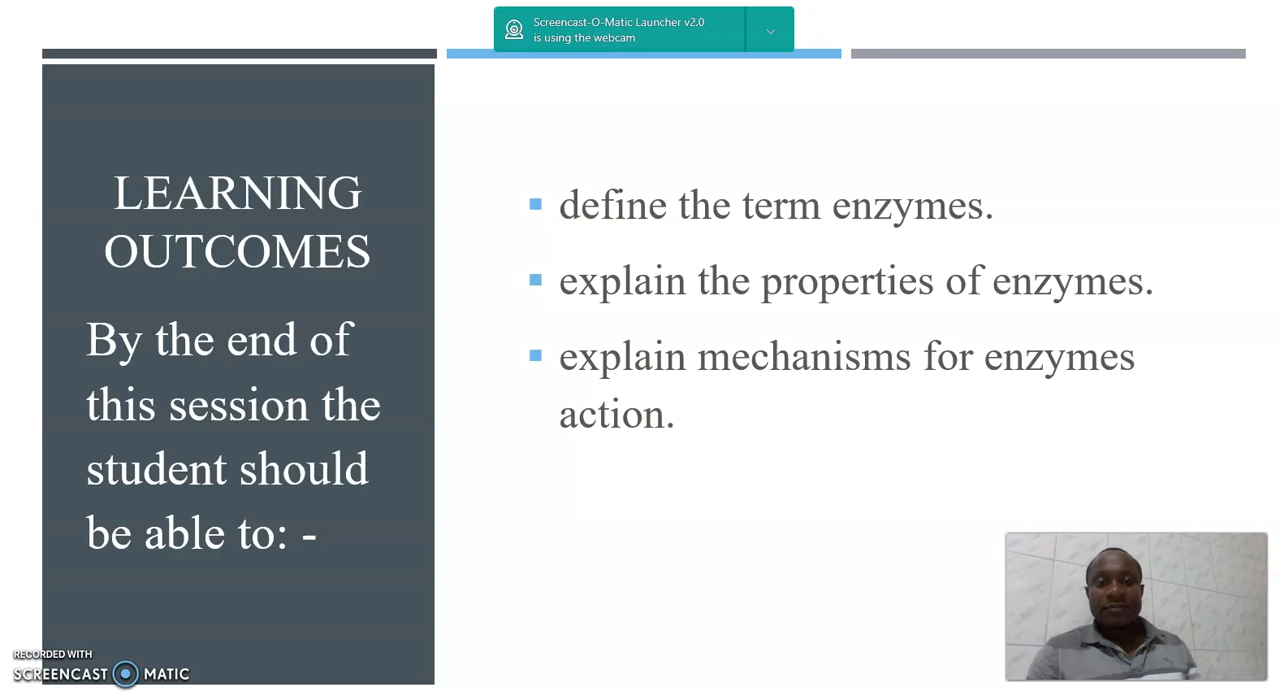 Screencast-O-Matic Launcher v2.0
is using the webcam
LEARNING
OUTCOMES
By the end of
this session the
student should
be able to: -
▪ define the term enzymes.
▪ explain the properties of enzymes.
▪ explain mechanisms for enzymes
action.
RECORDED WITH
SCREENCAST MATIC